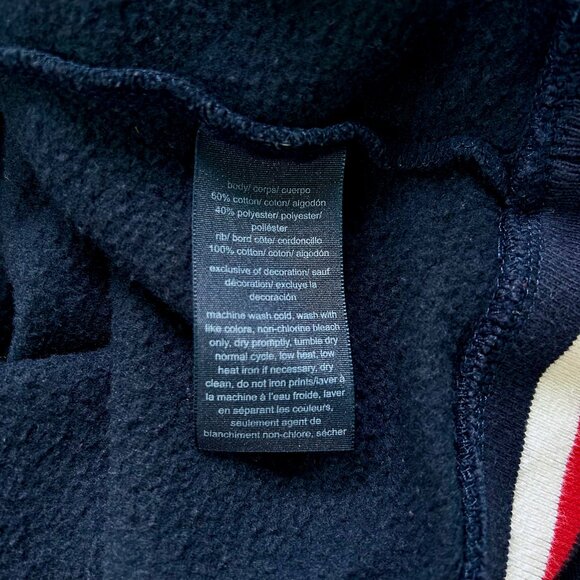 body/ corps/ cuerpo
60% cotton/ coton/ algodón
40% polyester/ polyester/
poliéster
rib/ bord côte/ cordoncillo
100% cotton/ coton/ algodón
exclusive of decoration/ sauf
décoration/ excluye la
decoración
machine wash cold, wash with
like colors, non-chlorine bleach
only, dry promptly, tumble dry
normal cycle, low heat, low
heat iron if necessary, dry
clean, do not iron prints/laver à
la machine à l'eau froide, laver
en séparant les couleurs,
seulement agent de
blanchiment non-chlore, sécher